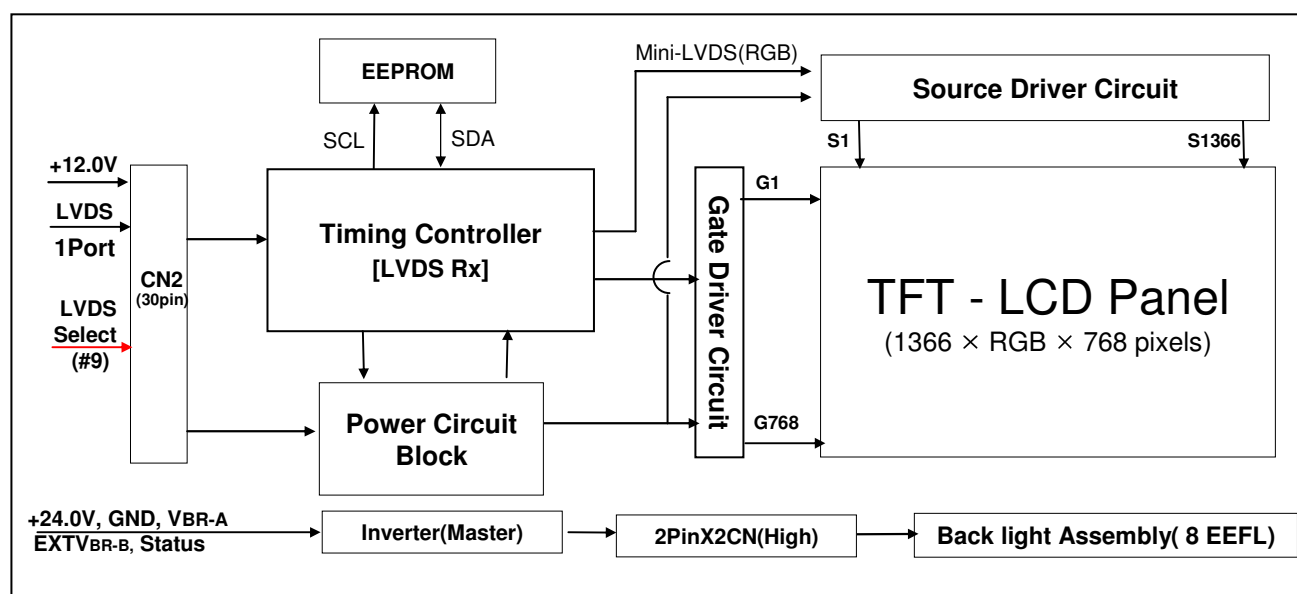 EEPROM
Mini-LVDS(RGB)
Source Driver Circuit
SCL
SDA
S1
S1366
+12.0V
LVDS
1Port
LVDS
Select
(#9)
CN2
(30pin)
Timing Controller
[LVDS Rx]
Power Circuit
Block
Gate Driver Circuit
G1
G768
TFT - LCD Panel
(1366 × RGB × 768 pixels)
+24.0V, GND, VBR-A
EXTVBR-B, Status
Inverter(Master)
2PinX2CN(High)
Back light Assembly( 8 EEFL)